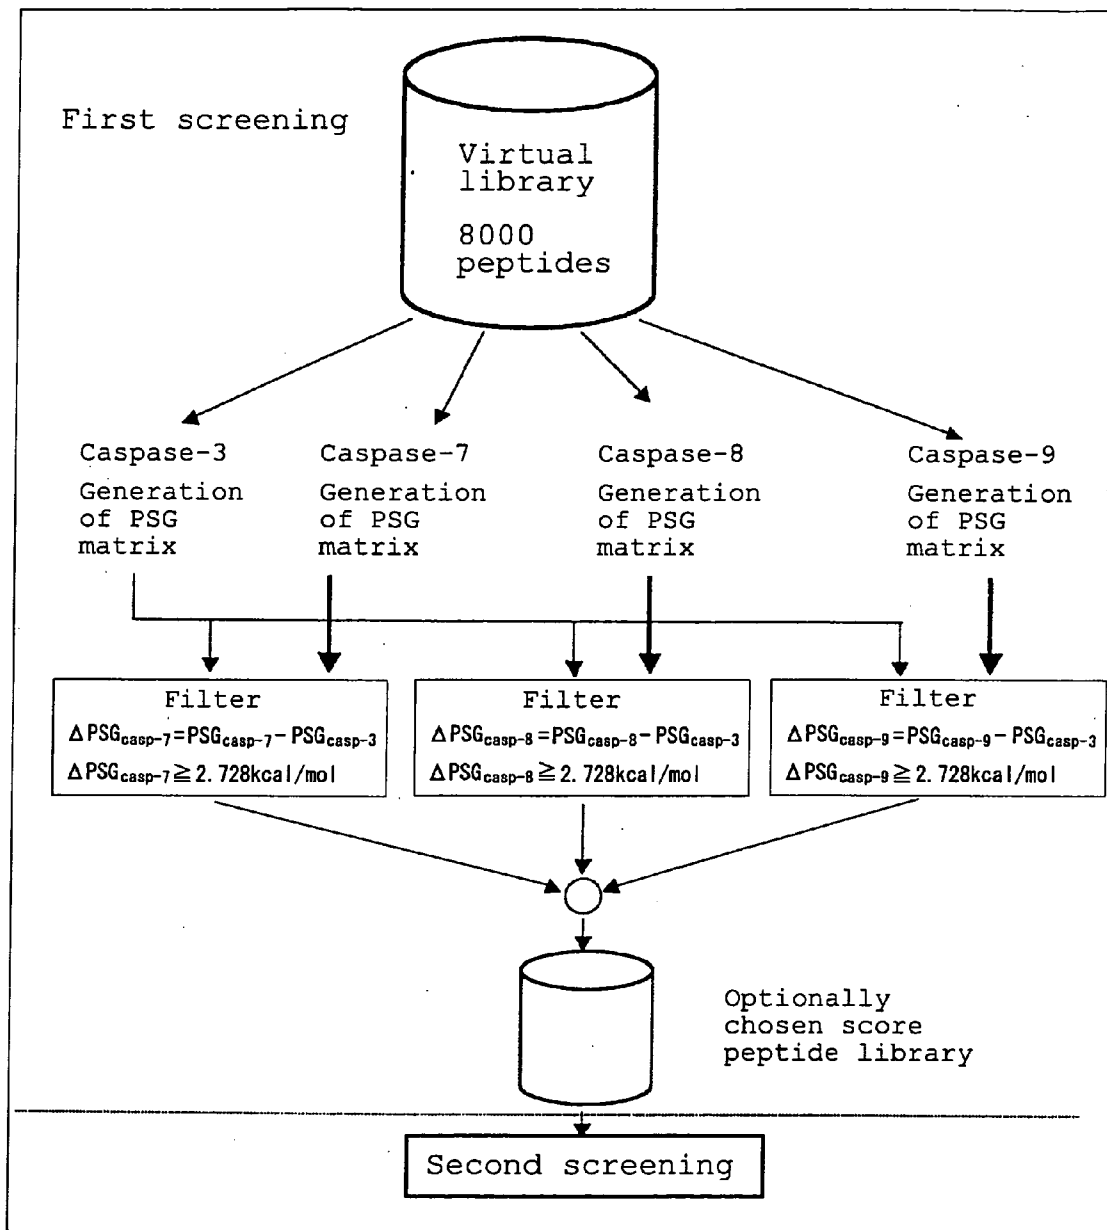 First screening
Virtual
library
8000
peptides
Caspase-3
Generation
of PSG
matrix
Caspase-7
Generation
of PSG
matrix
Caspase-8
Generation
of PSG
matrix
Caspase-9
Generation
of PSG
matrix
Filter
ΔPSGcasp-7=PSGcasp-7-PSGcasp-3
ΔPSGcasp-7≧2.728kcal/mol
Filter
ΔPSGcasp-8=PSGcasp-8-PSGcasp-3
ΔPSGcasp-8≧2.728kcal/mol
Filter
ΔPSGcasp-9=PSGcasp-9-PSGcasp-3
ΔPSGcasp-9≧2.728kcal/mol
Optionally
chosen score
peptide library
Second screening